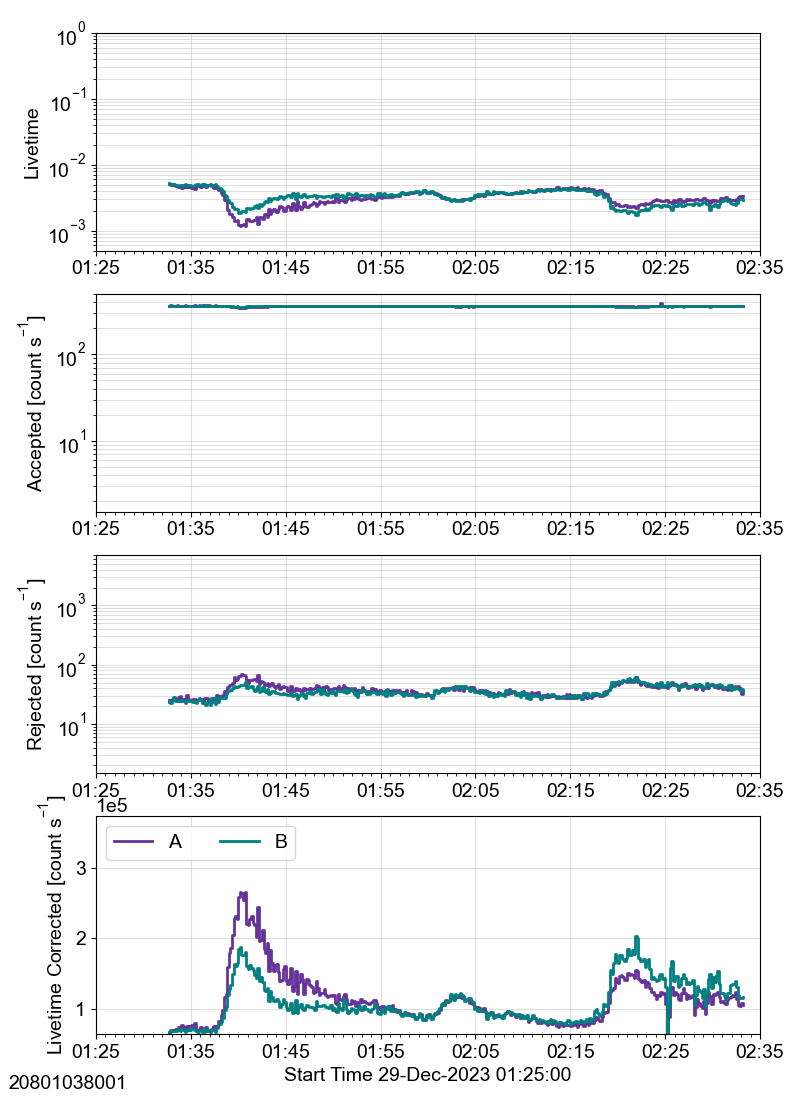 10^0
10^−1
10^−2
10^−3
Livetime
01:25 01:35 01:45 01:55 02:05 02:15 02:25 02:35
10^2
10^1
Accepted [count s^−1]
01:25 01:35 01:45 01:55 02:05 02:15 02:25 02:35
10^3
10^2
10^1
Rejected [count s^−1]
01:25 01:35 01:45 01:55 02:05 02:15 02:25 02:35
1e5
A B
3
2
1
Livetime Corrected [count s^−1]
01:25 01:35 01:45 01:55 02:05 02:15 02:25 02:35
Start Time 29-Dec-2023 01:25:00
20801038001